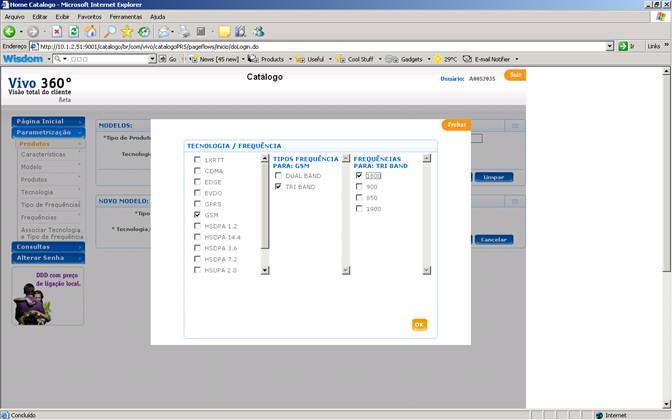 Home Catalogo - Microsoft Internet Explorer
Arquivo Editar Exibir Favoritos Ferramentas Ajuda
Endereço http://10.1.2.51:9001/catalogo/br/com/vivo/catalogoPRS/pageflows/inicio/doLogin.do Ir Links »
Wisdom Go News [45 new] Products Useful Cool Stuff Gadgets 29°C E-mail Notifier
Vivo 360°
Visão total do cliente
Beta
Catálogo
Usuário: A0052035
Sair
Página Inicial
Parametrização
Produtos
Características
Modelo
Produtos
Tecnologia
Tipo de Frequência
Frequências
Associar Tecnologia e Tipo de Frequência
Consultas
Alterar Senha
DDD com preço de ligação local.
MODELOS:
*Tipo de Produto
Tecnologia
Limpar
NOVO MODELO:
*Tipo
* Tecnologia/
Cancelar
Fechar
TECNOLOGIA / FREQUÊNCIA
1XRTT
CDMA
EDGE
EVDO
GPRS
GSM
HSDPA 1.2
HSDPA 14.4
HSDPA 3.6
HSDPA 7.2
HSUPA 2.0
TIPOS FREQUÊNCIA
PARA: GSM
DUAL BAND
TRI BAND
FREQUÊNCIAS
PARA: TRI BAND
1800
900
850
1900
OK
Concluído
Internet